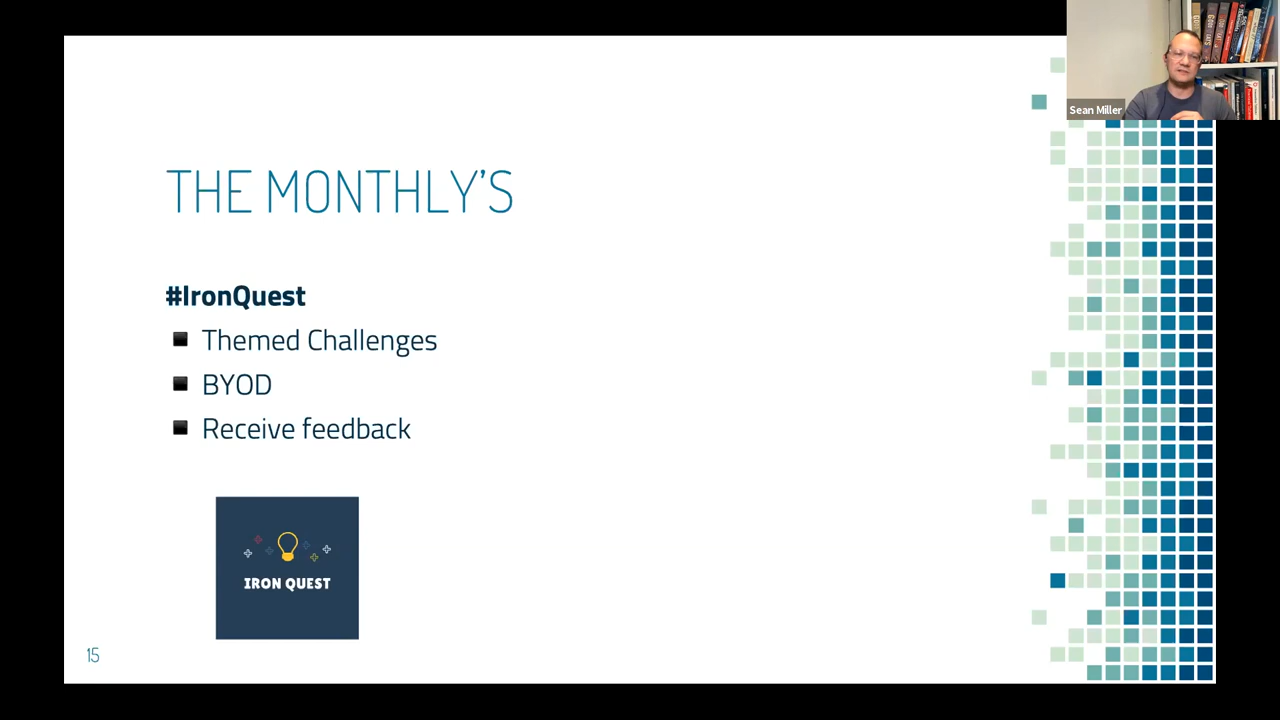 Sean Miller
THE MONTHLY'S
#IronQuest
Themed Challenges
BYOD
Receive feedback
IRON QUEST
15